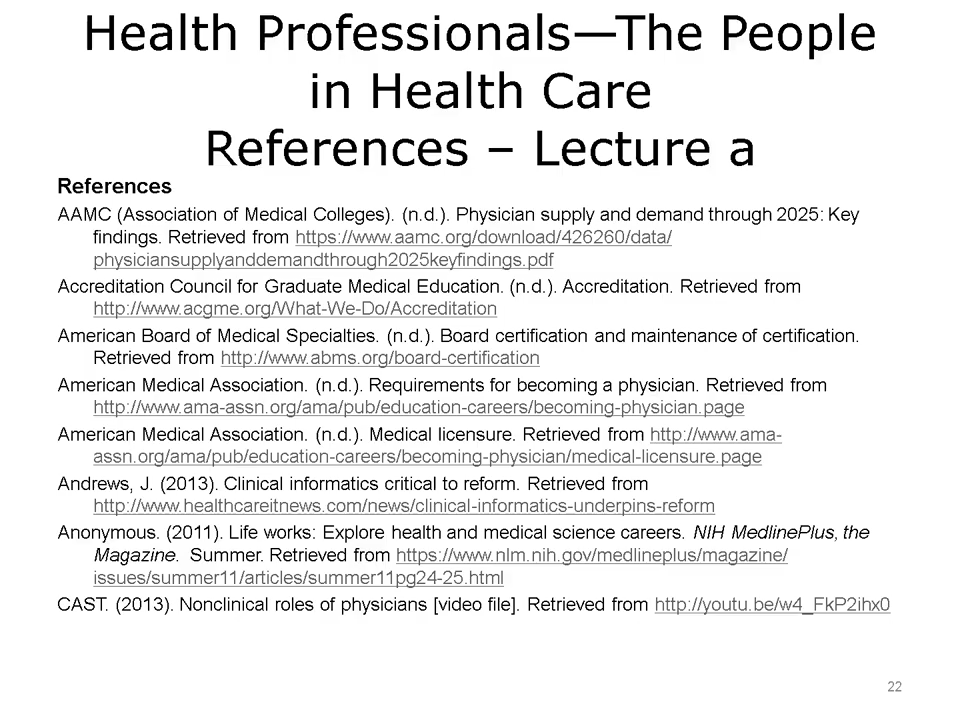 Health Professionals—The People
in Health Care
References – Lecture a
References
AAMC (Association of Medical Colleges). (n.d.). Physician supply and demand through 2025: Key
findings. Retrieved from https://www.aamc.org/download/426260/data/
physiciansupplyanddemandthrough2025keyfindings.pdf
Accreditation Council for Graduate Medical Education. (n.d.). Accreditation. Retrieved from
http://www.acgme.org/What-We-Do/Accreditation
American Board of Medical Specialties. (n.d.). Board certification and maintenance of certification.
Retrieved from http://www.abms.org/board-certification
American Medical Association. (n.d.). Requirements for becoming a physician. Retrieved from
http://www.ama-assn.org/ama/pub/education-careers/becoming-physician.page
American Medical Association. (n.d.). Medical licensure. Retrieved from http://www.ama-
assn.org/ama/pub/education-careers/becoming-physician/medical-licensure.page
Andrews, J. (2013). Clinical informatics critical to reform. Retrieved from
http://www.healthcareitnews.com/news/clinical-informatics-underpins-reform
Anonymous. (2011). Life works: Explore health and medical science careers. NIH MedlinePlus, the
Magazine. Summer. Retrieved from https://www.nlm.nih.gov/medlineplus/magazine/
issues/summer11/articles/summer11pg24-25.html
CAST. (2013). Nonclinical roles of physicians [video file]. Retrieved from http://youtu.be/w4_FkP2ihx0
22